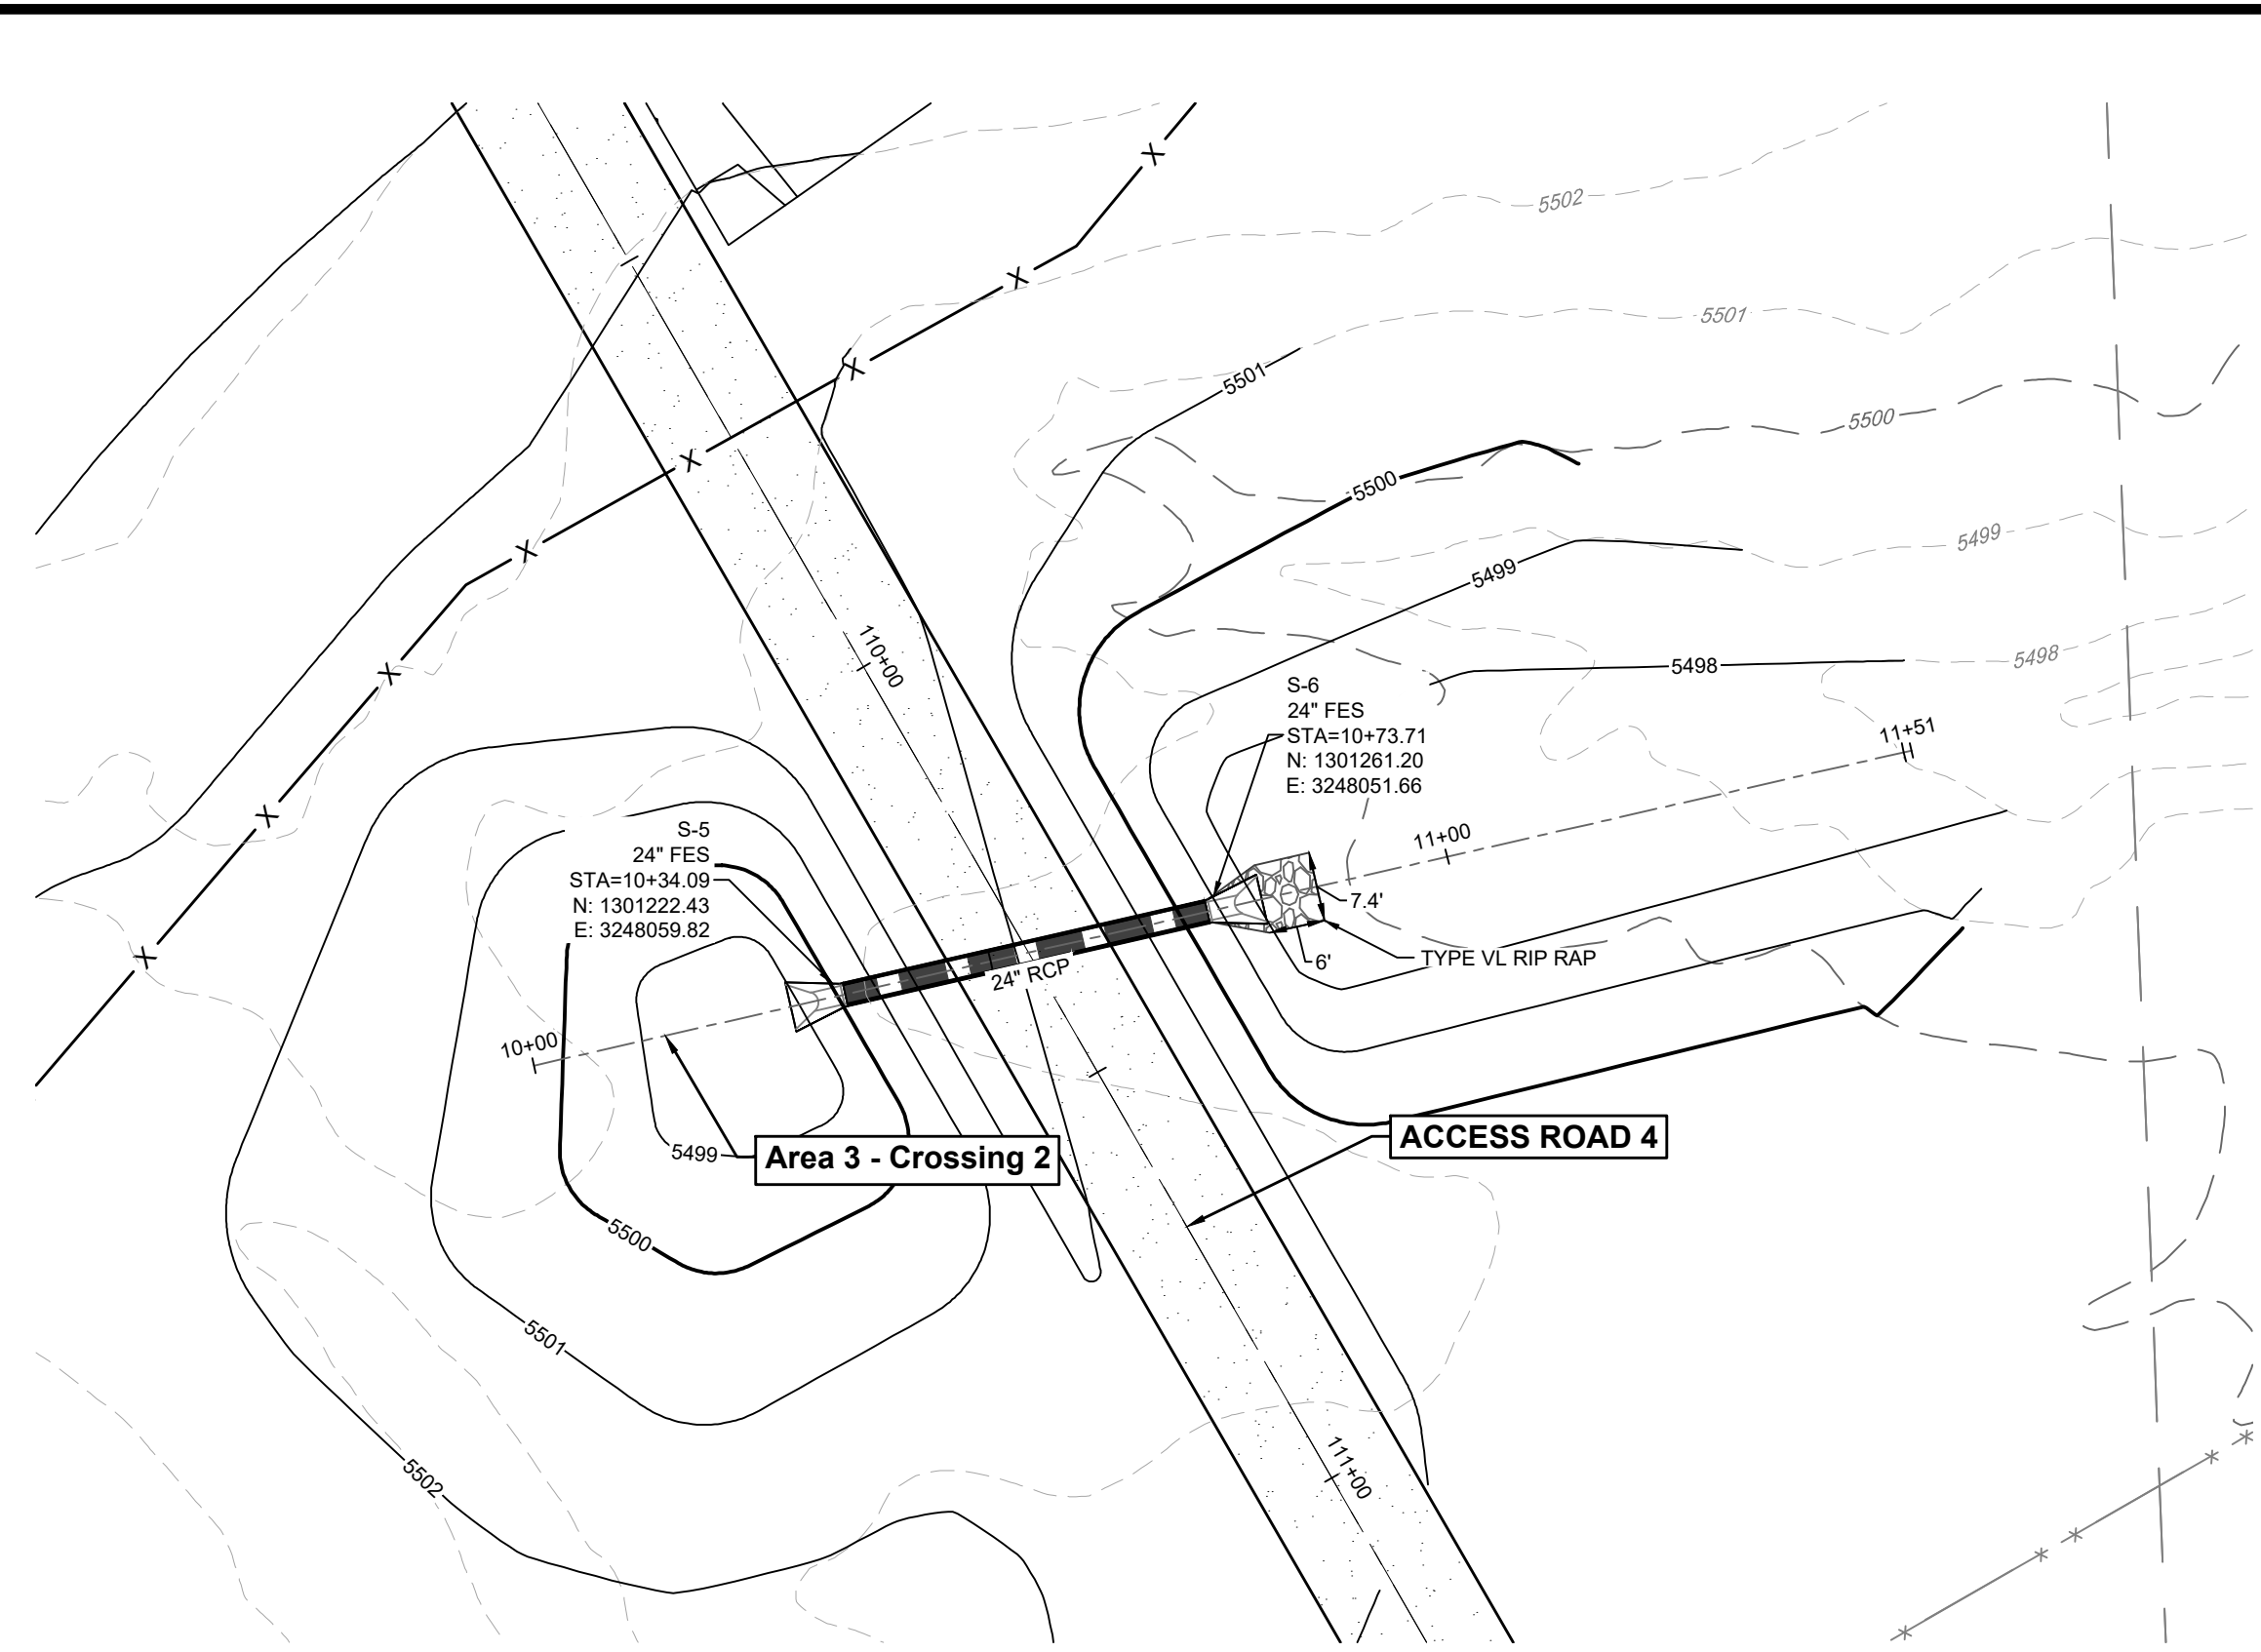 X
X
5502
5501
X
5501
5500
X
5500
X
5499
5499
110+00
5498
5498
X
S-6
24" FES
STA=10+73.71
N: 1301261.20
E: 3248051.66
11+51
X
S-5
24" FES
STA=10+34.09
N: 1301222.43
E: 3248059.82
11+00
7.4'
X
6'
TYPE VL RIP RAP
24" RCP
10+00
5499
Area 3 - Crossing 2
ACCESS ROAD 4
5500
5501
5502
111+00